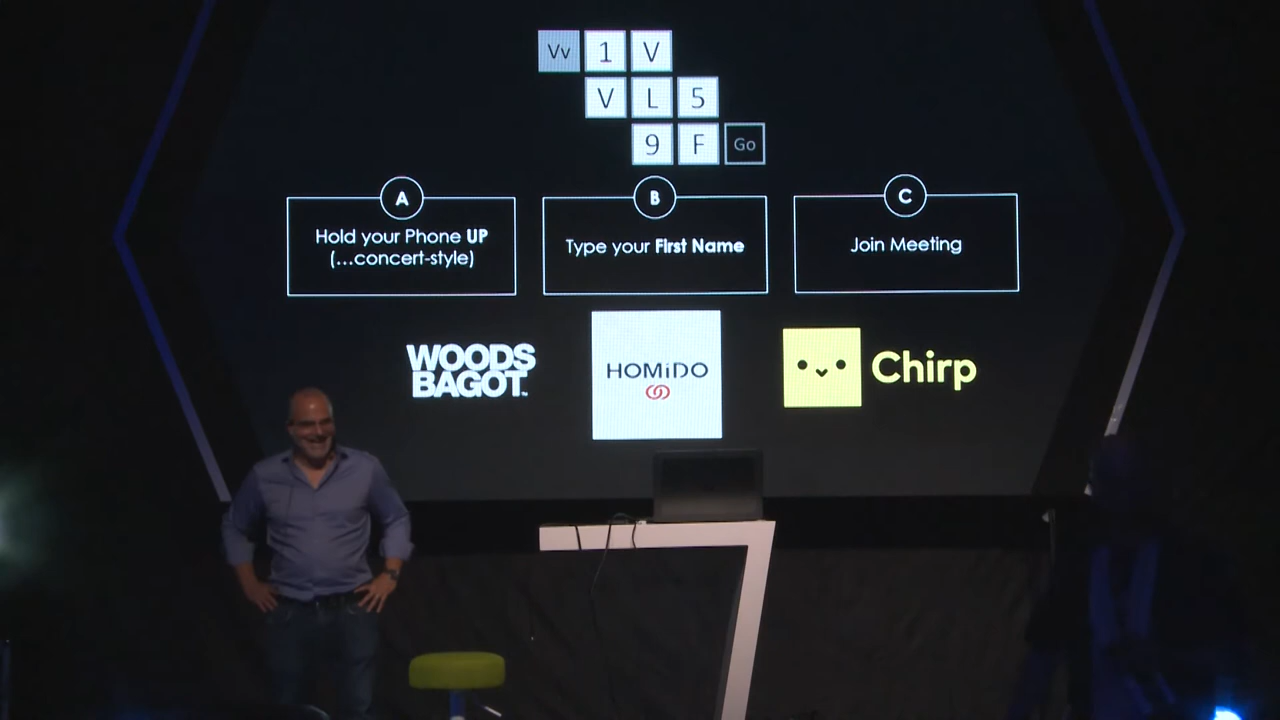 Vv 1 V
V L 5
9 F Go
A
Hold your Phone UP
(...concert-style)
B
Type your First Name
C
Join Meeting
WOODS
BAGOT™
HOMiDO
Chirp